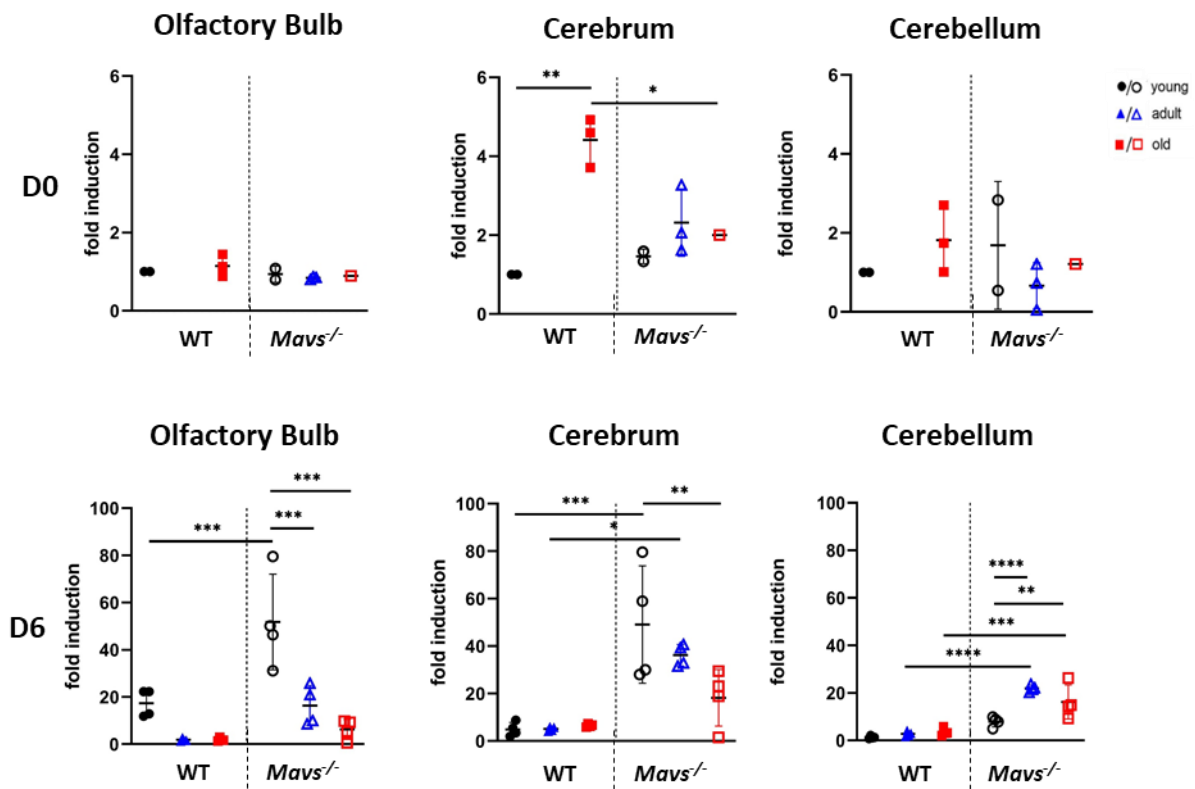 Olfactory Bulb
Cerebrum
Cerebellum
●/○ young
▲/△ adult
■/□ old
D0
fold induction
6
4
2
0
WT
Mavs-/-
fold induction
6
4
2
0
**
*
WT
Mavs-/-
fold induction
6
4
2
0
WT
Mavs-/-
Olfactory Bulb
Cerebrum
Cerebellum
D6
fold induction
100
80
60
40
20
0
***
***
***
WT
Mavs-/-
fold induction
100
80
60
40
20
0
***
**
*
WT
Mavs-/-
fold induction
100
80
60
40
20
0
****
**
***
****
WT
Mavs-/-